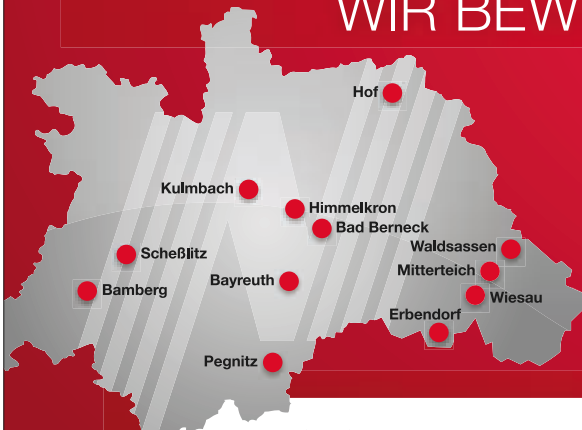 WIR BEW
Hof
Kulmbach
Himmelkron
Bad Berneck
Waldsassen
Scheßlitz
Mitterteich
Bayreuth
Bamberg
Wiesau
Erbendorf
Pegnitz